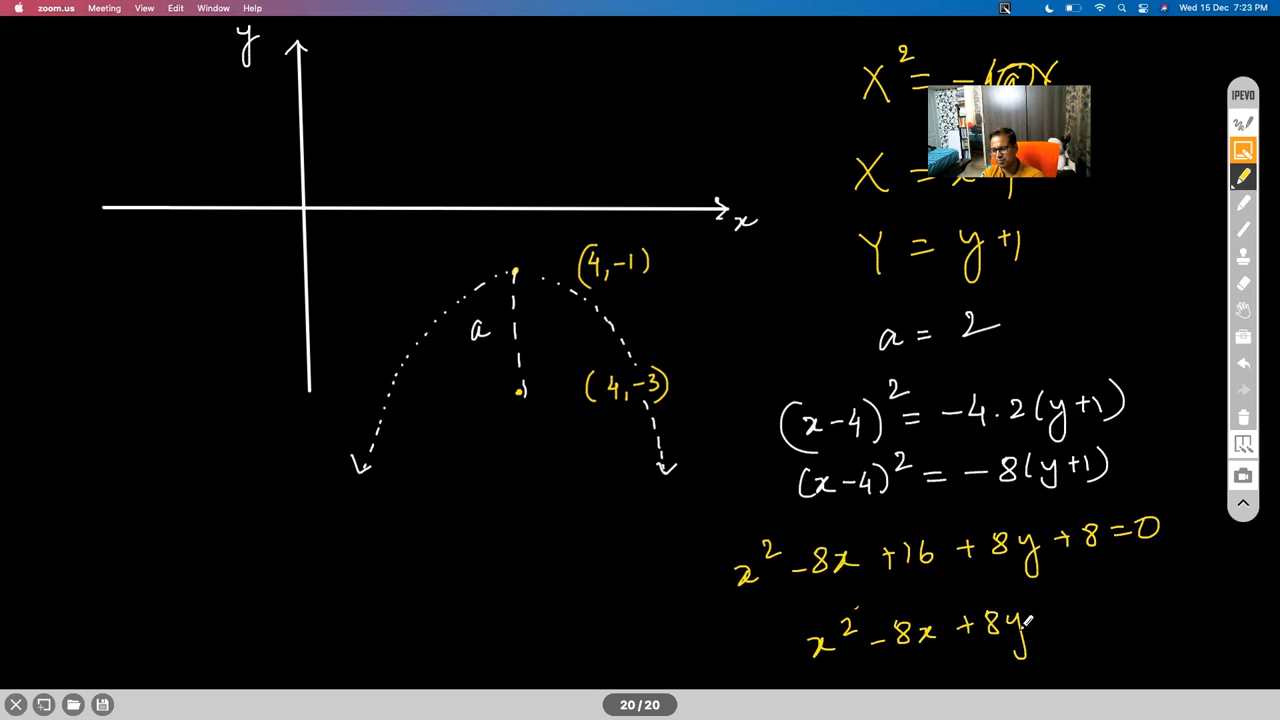 zoom.us Meeting View Edit Window Help Wed 15 Dec 7:23 PM
IPEVO
y
x
(4,-1)
a
(4,-3)
X² = -
X =
Y = y+1
a = 2
(x-4)² = -4.2(y+1)
(x-4)² = -8(y+1)
x² -8x +16 + 8y + 8 = 0
x² -8x + 8y
20/20